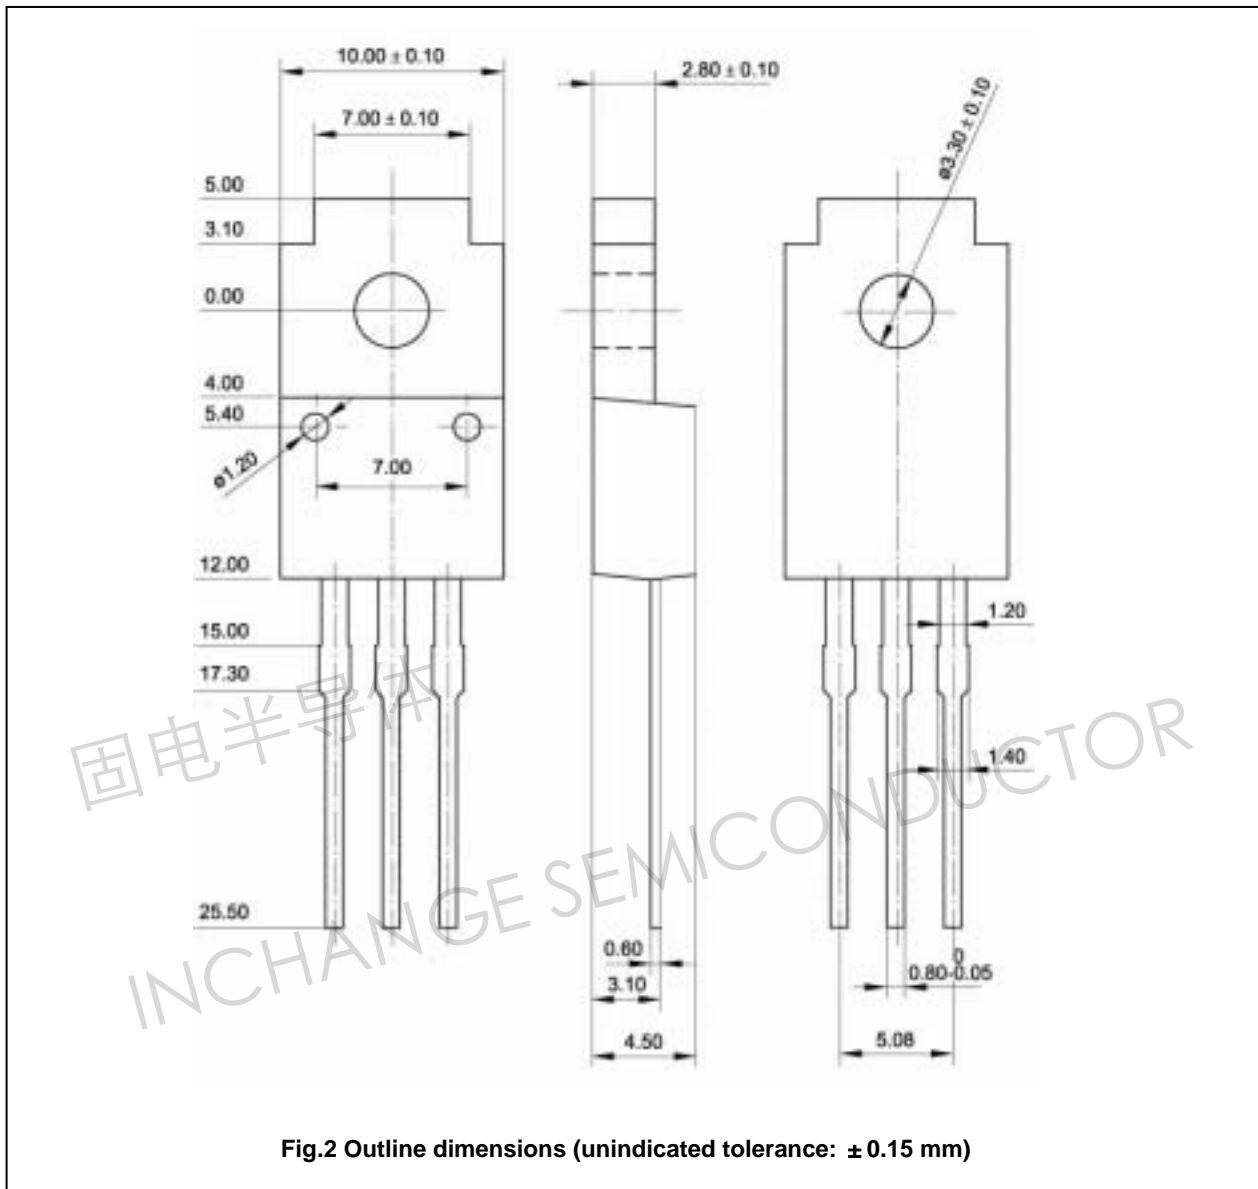 10.00 ± 0.10
2.80 ± 0.10
7.00 ± 0.10
ø3.30 ± 0.10
5.00
3.10
0.00
4.00
5.40
ø1.20
7.00
12.00
15.00
1.20
17.30
固电半导体
1.40
25.50
INCHANGE SEMICONDUCTOR
0.60
0
0.80-0.05
3.10
4.50
5.08
Fig.2 Outline dimensions (unindicated tolerance: ±0.15 mm)